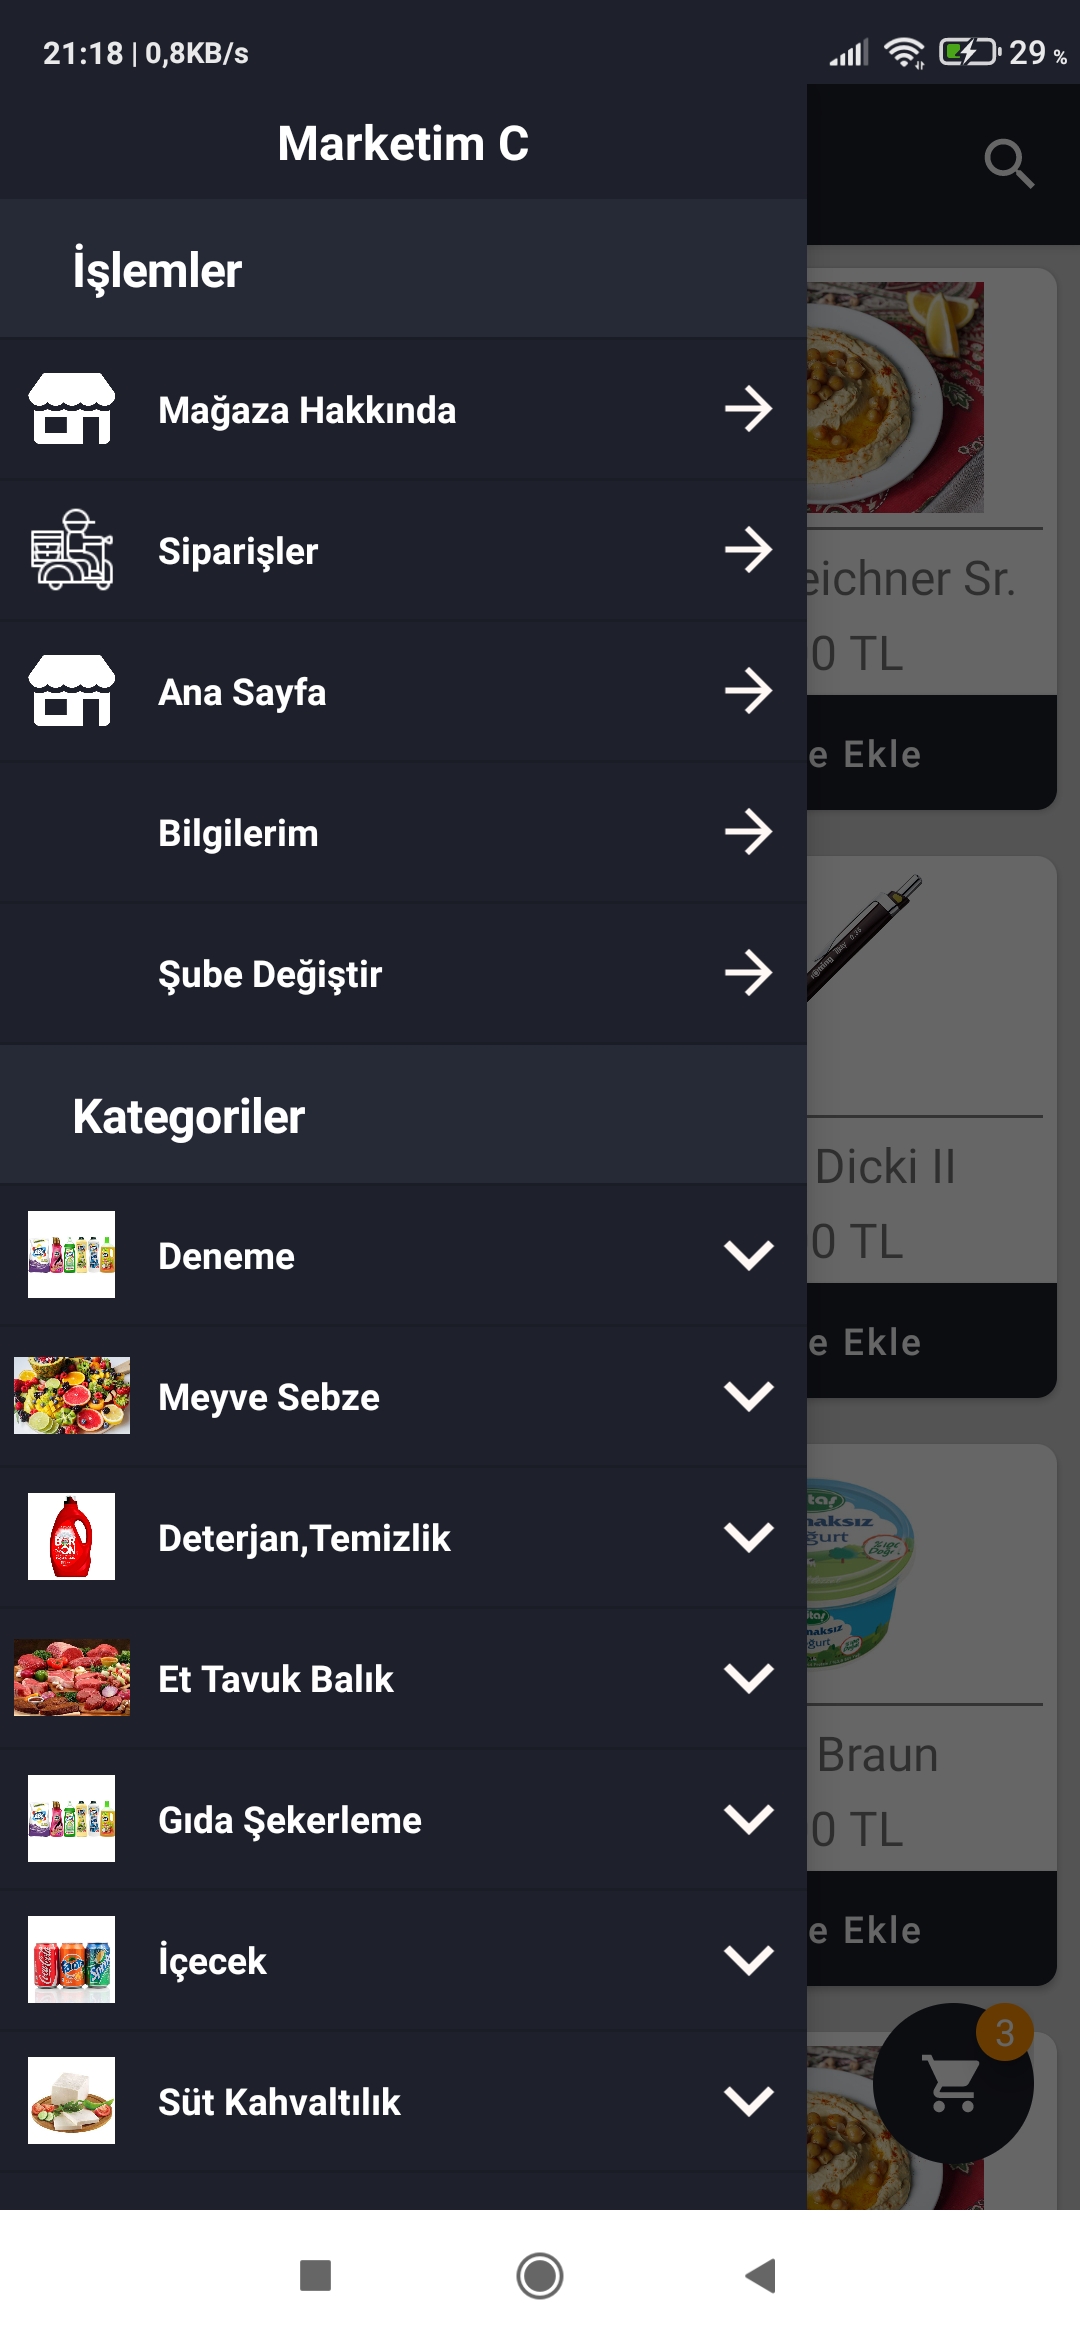 21:18 | 0,8KB/s
29 %
Marketim C
İşlemler
Mağaza Hakkında
Siparişler
Ana Sayfa
Bilgilerim
Şube Değiştir
Kategoriler
Deneme
Meyve Sebze
Deterjan,Temizlik
Et Tavuk Balık
Gıda Şekerleme
İçecek
Süt Kahvaltılık
eichner Sr.
0 TL
e Ekle
Dicki II
0 TL
e Ekle
Braun
0 TL
e Ekle
3